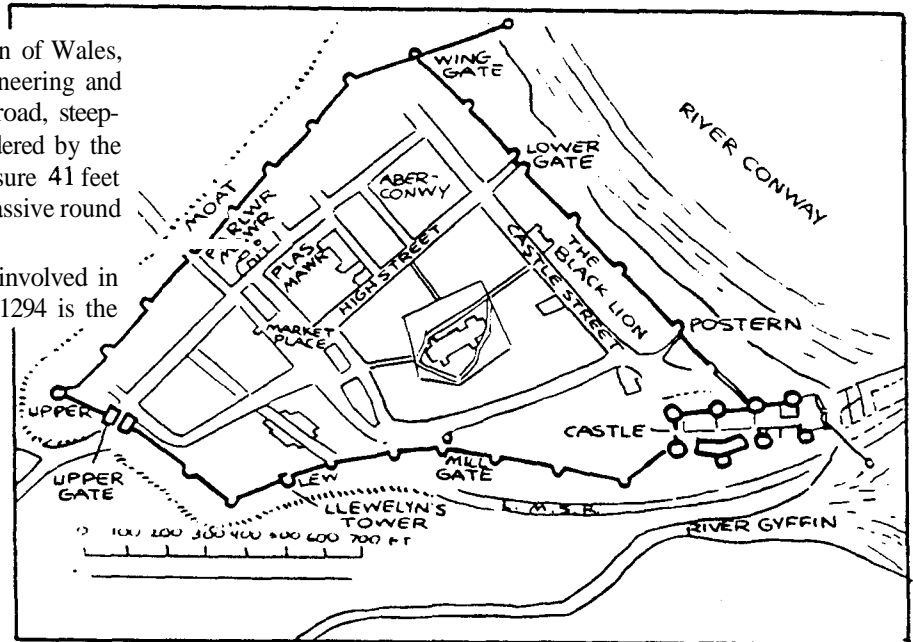 n of Wales,
neering and
road, steep-
dered by the
sure 41 feet
assive round
involved in
1294 is the
WING
GATE
RIVER CONWAY
LOWER
GATE
ABER-
CONWY
MOAT
MAWR
PLAS
MAWR
HIGH STREET
CASTLE STREET
THE
BLACK LION
MARKET
PLACE
POSTERN
UPPER
CASTLE
UPPER
GATE
LEW
MILL
GATE
LLEWELYN'S
TOWER
L.M.S.R.
RIVER GYFFIN
0 100 200 300 400 500 600 700 FT